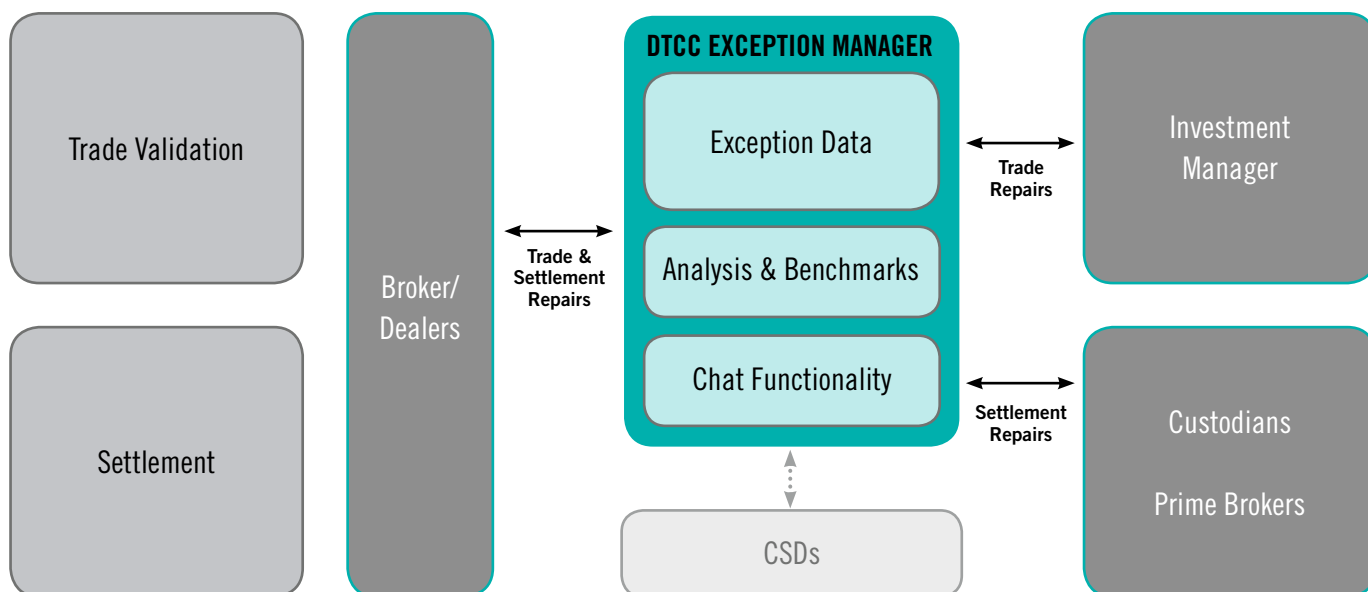 Trade Validation
Settlement
Broker/
Dealers
Trade &
Settlement
Repairs
DTCC EXCEPTION MANAGER
Exception Data
Analysis & Benchmarks
Chat Functionality
CSDs
Trade
Repairs
Settlement
Repairs
Investment
Manager
Custodians
Prime Brokers